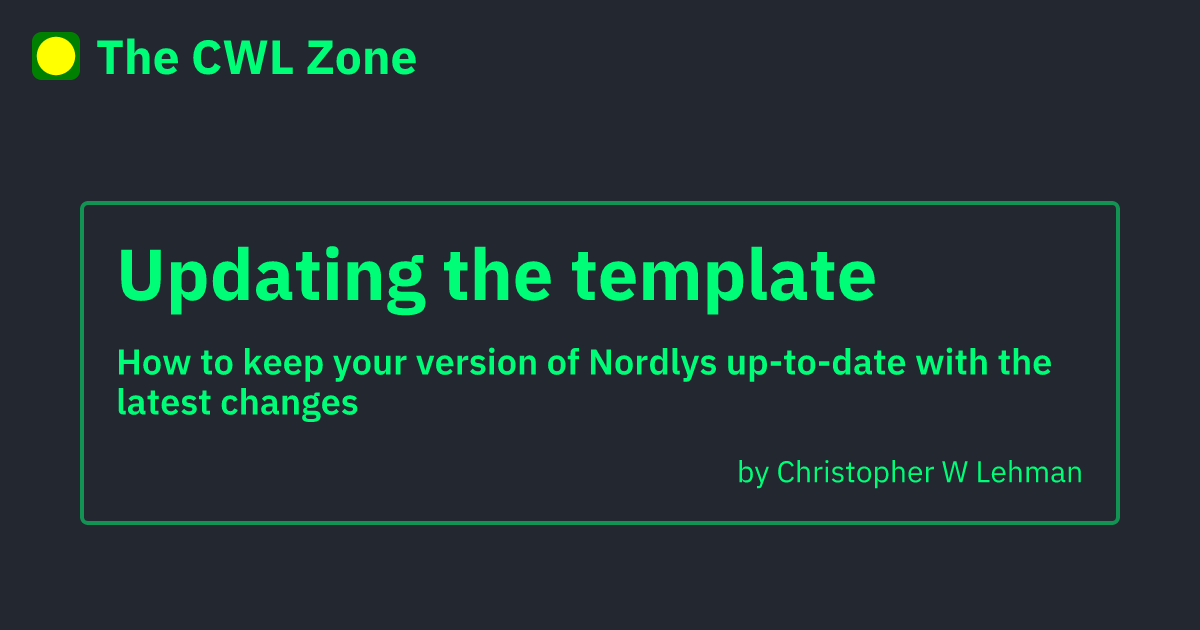 The CWL Zone
Updating the template
How to keep your version of Nordlys up-to-date with the
latest changes
by Christopher W Lehman